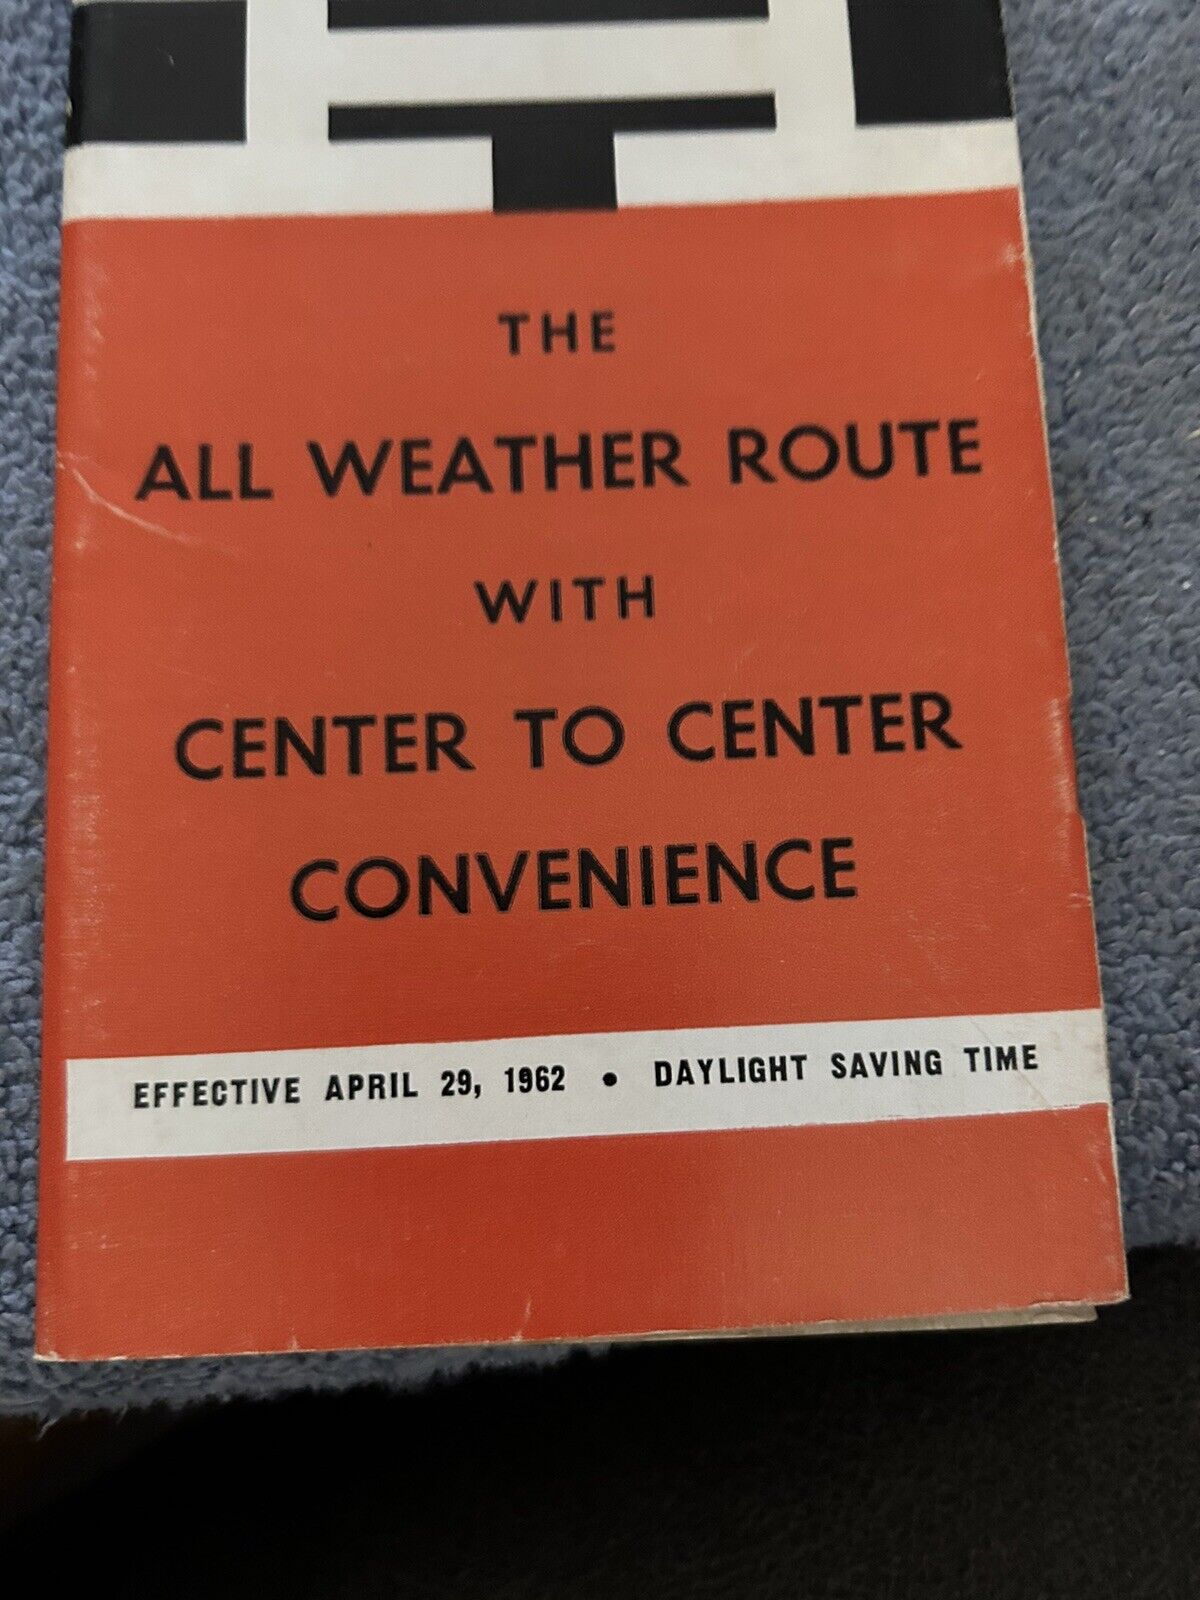 THE
ALL WEATHER ROUTE
WITH
CENTER TO CENTER
CONVENIENCE
EFFECTIVE APRIL 29, 1962 • DAYLIGHT SAVING TIME